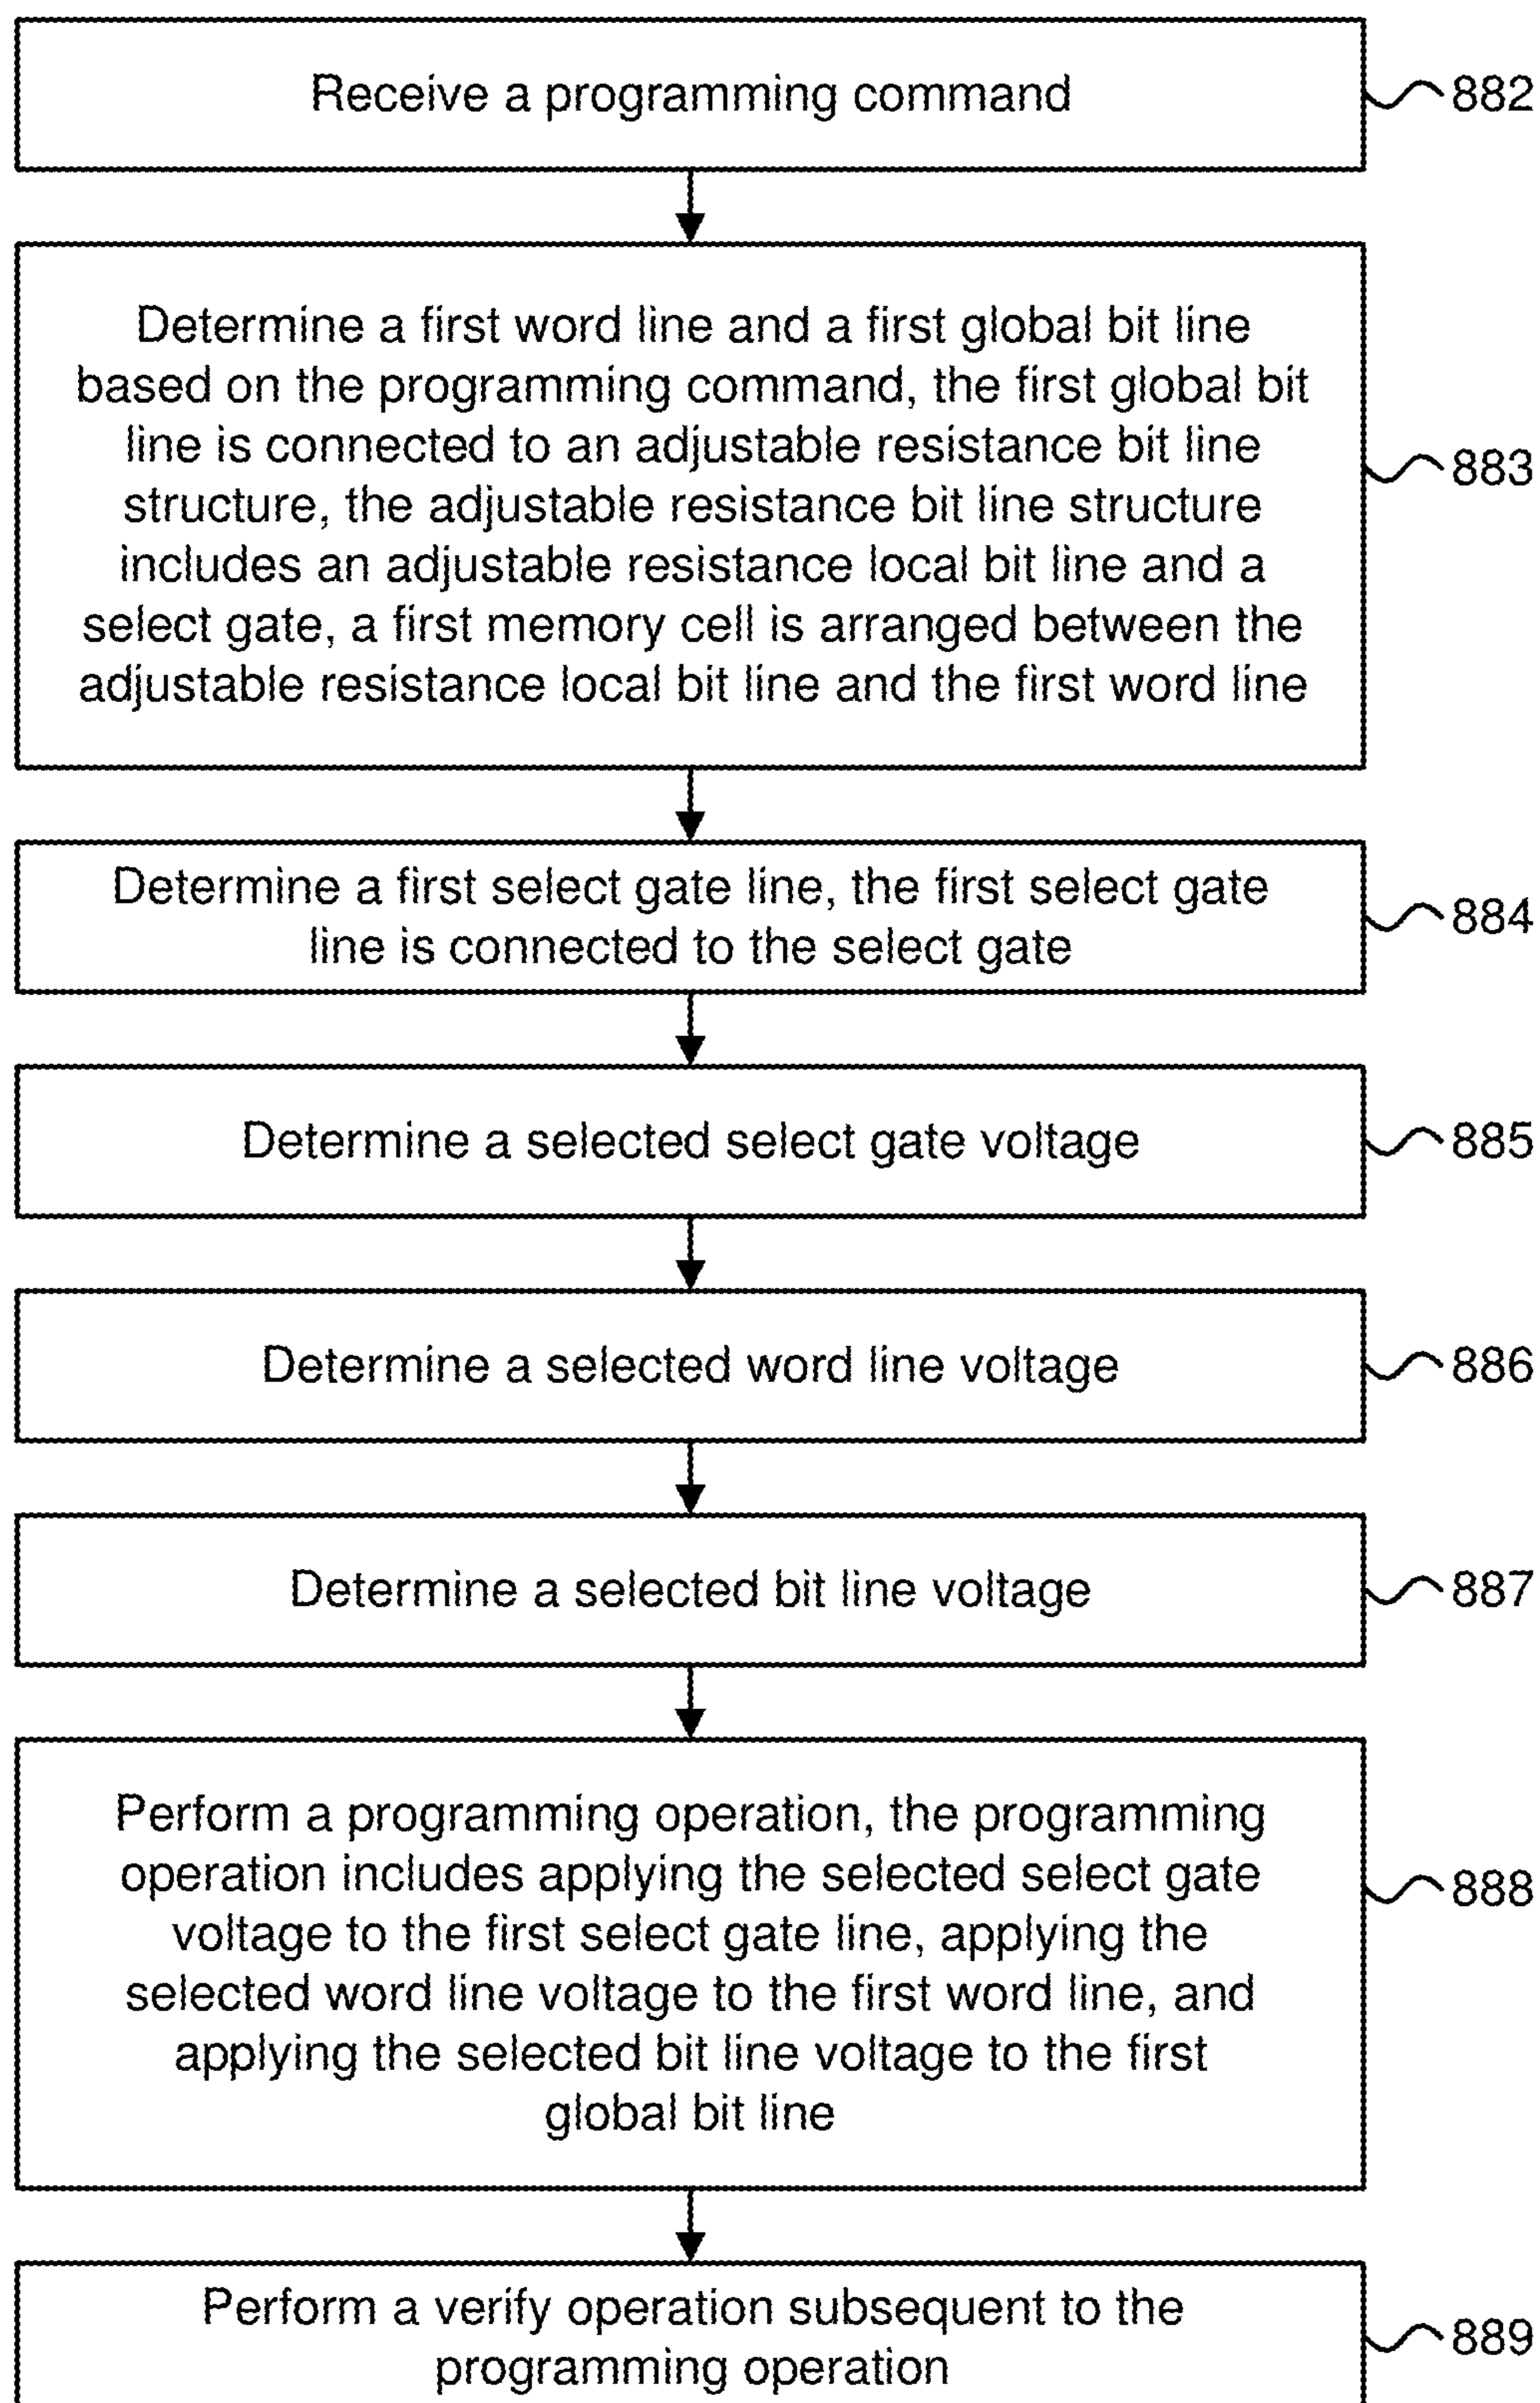 Receive a programming command
882
Determine a first word line and a first global bit line
based on the programming command, the first global bit
line is connected to an adjustable resistance bit line
structure, the adjustable resistance bit line structure
includes an adjustable resistance local bit line and a
select gate, a first memory cell is arranged between the
adjustable resistance local bit line and the first word line
883
Determine a first select gate line, the first select gate
line is connected to the select gate
884
Determine a selected select gate voltage
885
Determine a selected word line voltage
886
Determine a selected bit line voltage
887
Perform a programming operation, the programming
operation includes applying the selected select gate
voltage to the first select gate line, applying the
selected word line voltage to the first word line, and
applying the selected bit line voltage to the first
global bit line
888
Perform a verify operation subsequent to the
programming operation
889